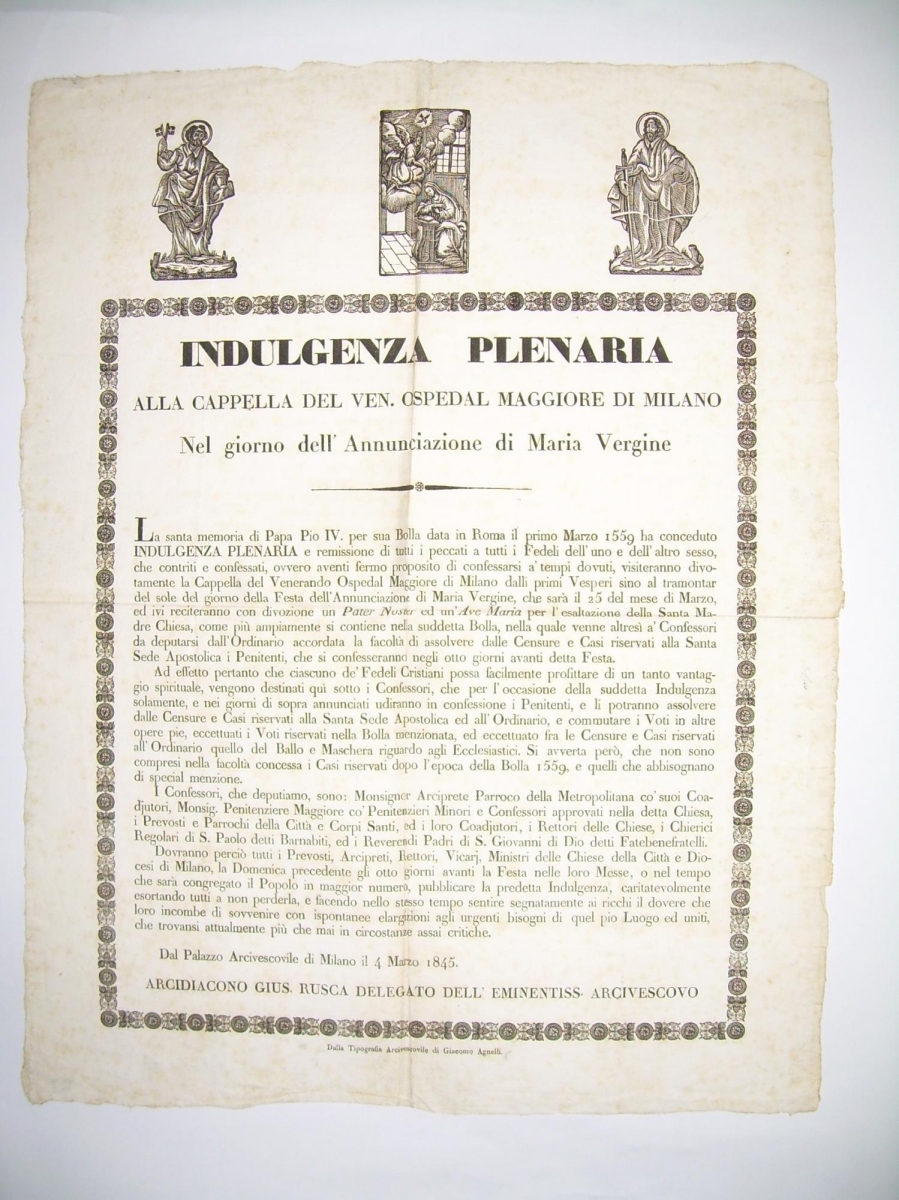 INDULGENZA PLENARIA
ALLA CAPPELLA DEL VEN. OSPEDAL MAGGIORE DI MILANO
Nel giorno dell' Annunciazione di Maria Vergine
La santa memoria di Papa Pio IV. per sua Bolla data in Roma il primo Marzo 1559 ha conceduto
INDULGENZA PLENARIA e remissione di tutti i peccati a tutti i Fedeli dell'uno e dell'altro sesso,
che contriti e confessati, ovvero aventi fermo proposito di confessarsi a' tempi dovuti, visiteranno divo-
tamente la Cappella del Venerando Ospedal Maggiore di Milano dalli primi Vesperi sino al tramontar
del sole del giorno della Festa dell'Annunciazione di Maria Vergine, che sarà il 25 del mese di Marzo,
ed ivi reciteranno con divozione un Pater Noster ed un'Ave Maria per l'esaltazione della Santa Ma-
dre Chiesa, come più ampiamente si contiene nella suddetta Bolla, nella quale venne altresì a' Confessori
da deputarsi dall'Ordinario accordata la facoltà di assolvere dalle Censure e Casi riservati alla Santa
Sede Apostolica i Penitenti, che si confesseranno negli otto giorni avanti detta Festa.
Ad effetto pertanto che ciascuno de' Fedeli Cristiani possa facilmente profittare di un tanto vantag-
gio spirituale, vengono destinati quì sotto i Confessori, che per l'occasione della suddetta Indulgenza
solamente, e nei giorni di sopra annunciati udiranno in confessione i Penitenti, e li potranno assolvere
dalle Censure e Casi riservati alla Santa Sede Apostolica ed all'Ordinario, e commutare i Voti in altre
opere pie, eccettuati i Voti riservati nella Bolla menzionata, ed eccettuato fra le Censure e Casi riservati
all'Ordinario quello del Ballo e Maschera riguardo agli Ecclesiastici. Si avverta però, che non sono
compresi nella facoltà concessa i Casi riservati dopo l'epoca della Bolla 1559, e quelli che abbisognano
di special menzione.
I Confessori, che deputiamo, sono: Monsignor Arciprete Parroco della Metropolitana co' suoi Coa-
djutori, Monsig. Penitenziere Maggiore co' Penitenzieri Minori e Confessori approvati nella detta Chiesa,
i Prevosti e Parrochi della Città e Corpi Santi, ed i loro Coadjutori, i Rettori delle Chiese, i Chierici
Regolari di S. Paolo detti Barnabiti, ed i Reverendi Padri di S. Giovanni di Dio detti Fatebenefratelli.
Dovranno perciò tutti i Prevosti, Arcipreti, Rettori, Vicarj, Ministri delle Chiese della Città e Dio-
cesi di Milano, la Domenica precedente gli otto giorni avanti la Festa nelle loro Messe, o nel tempo
che sarà congregato il Popolo in maggior numero, pubblicare la predetta Indulgenza, caritatevolmente
esortando tutti a non perderla, e facendo nello stesso tempo sentire segnatamente ai ricchi il dovere che
loro incombe di sovvenire con ispontanee elargizioni agli urgenti bisogni di quel pio Luogo ed uniti,
che trovansi attualmente più che mai in circostanze assai critiche.
Dal Palazzo Arcivescovile di Milano il 4 Marzo 1845.
ARCIDIACONO GIUS. RUSCA DELEGATO DELL' EMINENTISS. ARCIVESCOVO
Dalla Tipografia Arcivescovile di Giacomo Agnelli.